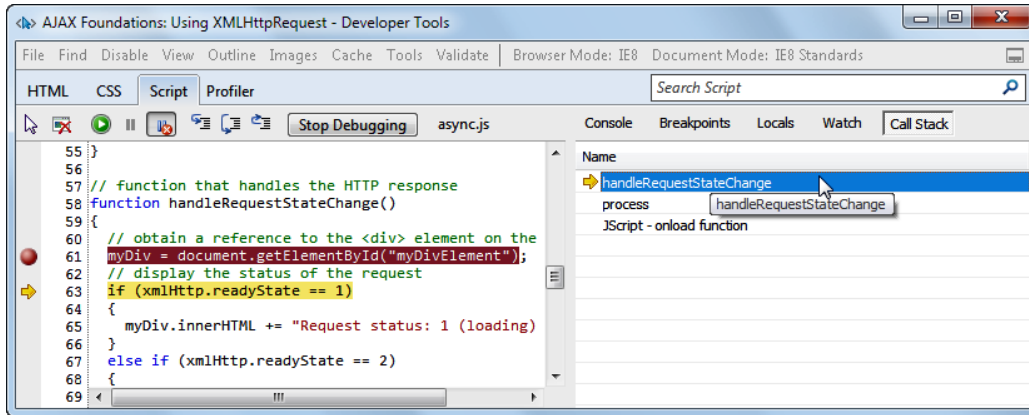 AJAX Foundations: Using XMLHttpRequest - Developer Tools
File Find Disable View Outline Images Cache Tools Validate Browser Mode: IE8 Document Mode: IE8 Standards
HTML CSS Script Profiler Search Script
Stop Debugging async.js Console Breakpoints Locals Watch Call Stack
Name
55 }
56
57 // function that handles the HTTP response
58 function handleRequestStateChange()
59 {
60 // obtain a reference to the <div> element on the
61 myDiv = document.getElementById("myDivElement");
62 // display the status of the request
63 if (xmlHttp.readyState == 1)
64 {
65 myDiv.innerHTML += "Request status: 1 (loading)
66 }
67 else if (xmlHttp.readyState == 2)
68 {
69
handleRequestStateChange
process
handleRequestStateChange
JScript - onload function